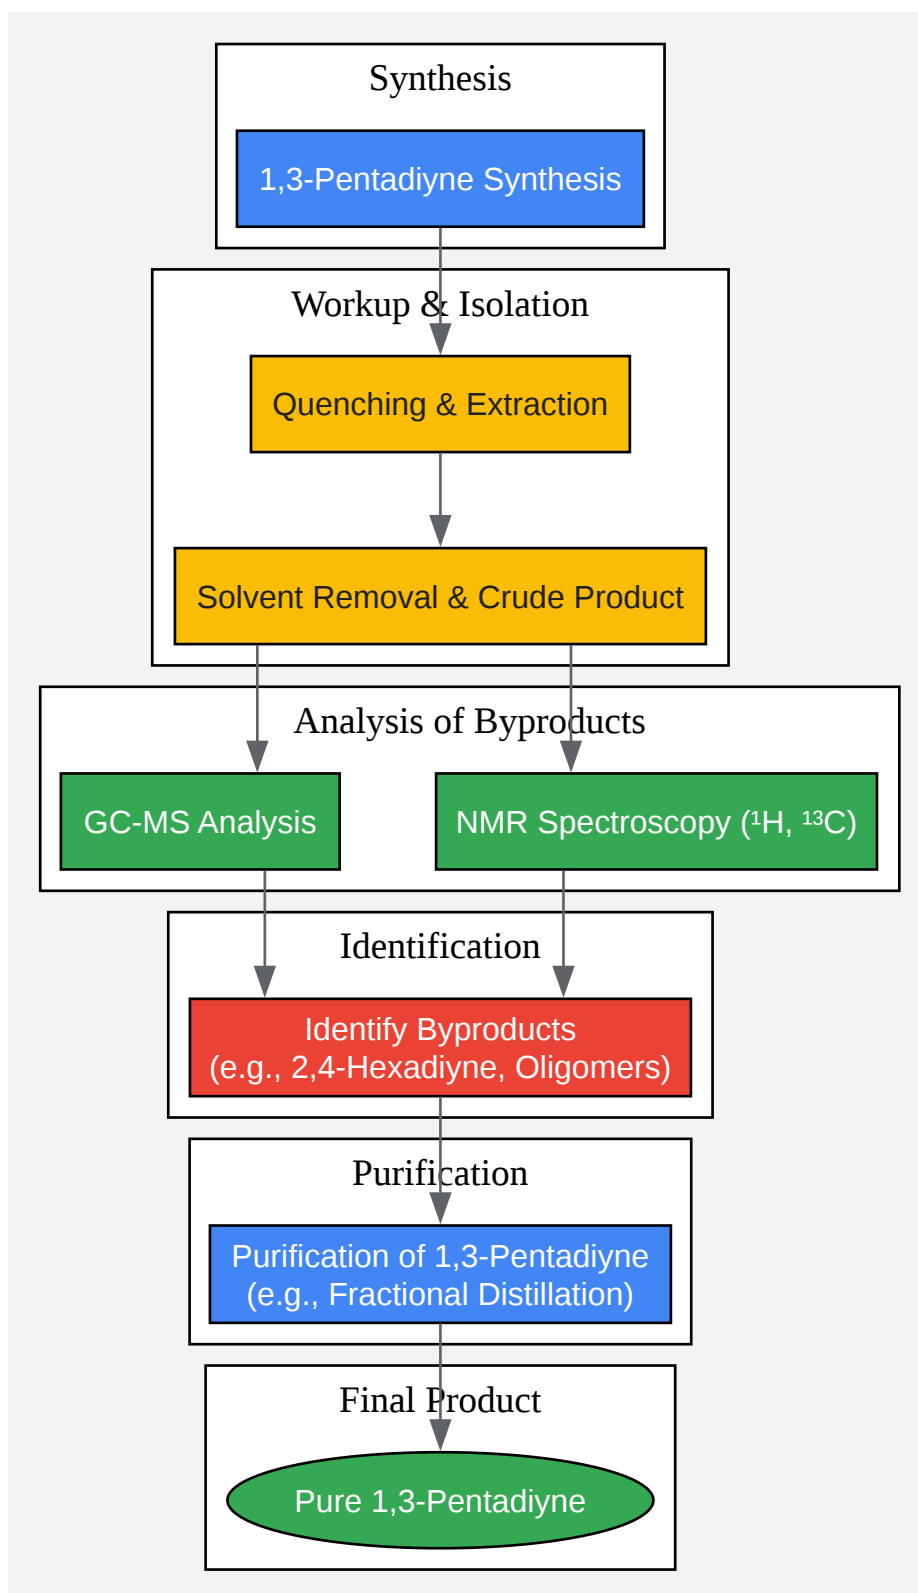 Synthesis
1,3-Pentadiyne Synthesis
Workup & Isolation
Quenching & Extraction
Solvent Removal & Crude Product
Analysis of Byproducts
GC-MS Analysis
NMR Spectroscopy (¹H, ¹³C)
Identification
Identify Byproducts
(e.g., 2,4-Hexadiyne, Oligomers)
Purification
Purification of 1,3-Pentadiyne
(e.g., Fractional Distillation)
Final Product
Pure 1,3-Pentadiyne